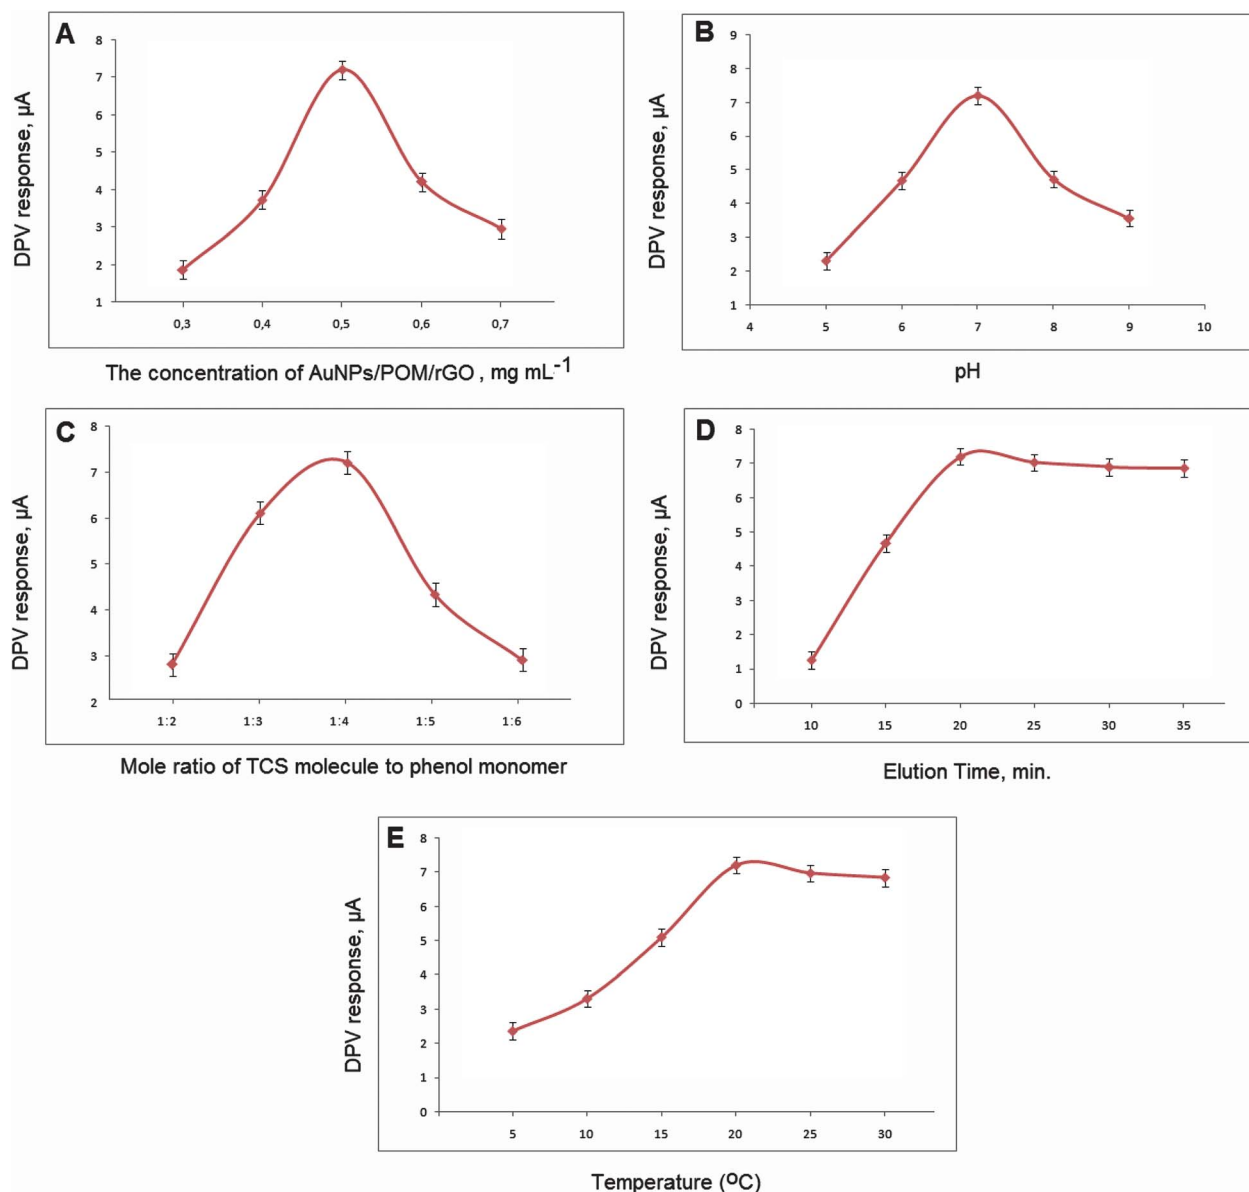 A
DPV response, µA
8
7
6
5
4
3
2
1
0,3 0,4 0,5 0,6 0,7
The concentration of AuNPs/POM/rGO , mg mL-1
B
DPV response, µA
9
8
7
6
5
4
3
2
1
4 5 6 7 8 9 10
pH
C
DPV response, µA
8
7
6
5
4
3
2
1:2 1:3 1:4 1:5 1:6
Mole ratio of TCS molecule to phenol monomer
D
DPV response, µA
8
7
6
5
4
3
2
1
0
10 15 20 25 30 35
Elution Time, min.
E
DPV response, µA
8
7
6
5
4
3
2
1
0
5 10 15 20 25 30
Temperature (OC)